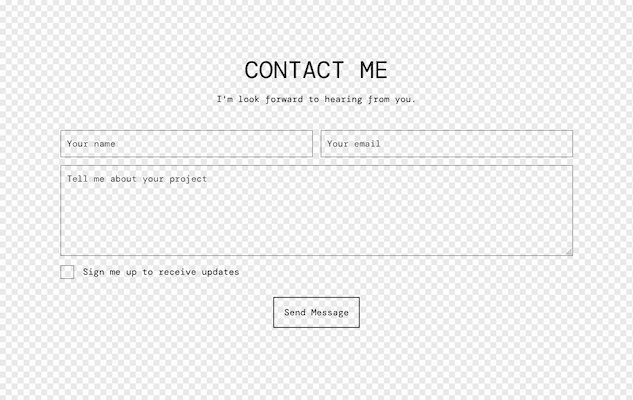 CONTACT ME
I'm look forward to hearing from you.
Your name
Your email
Tell me about your project
Sign me up to receive updates
Send Message